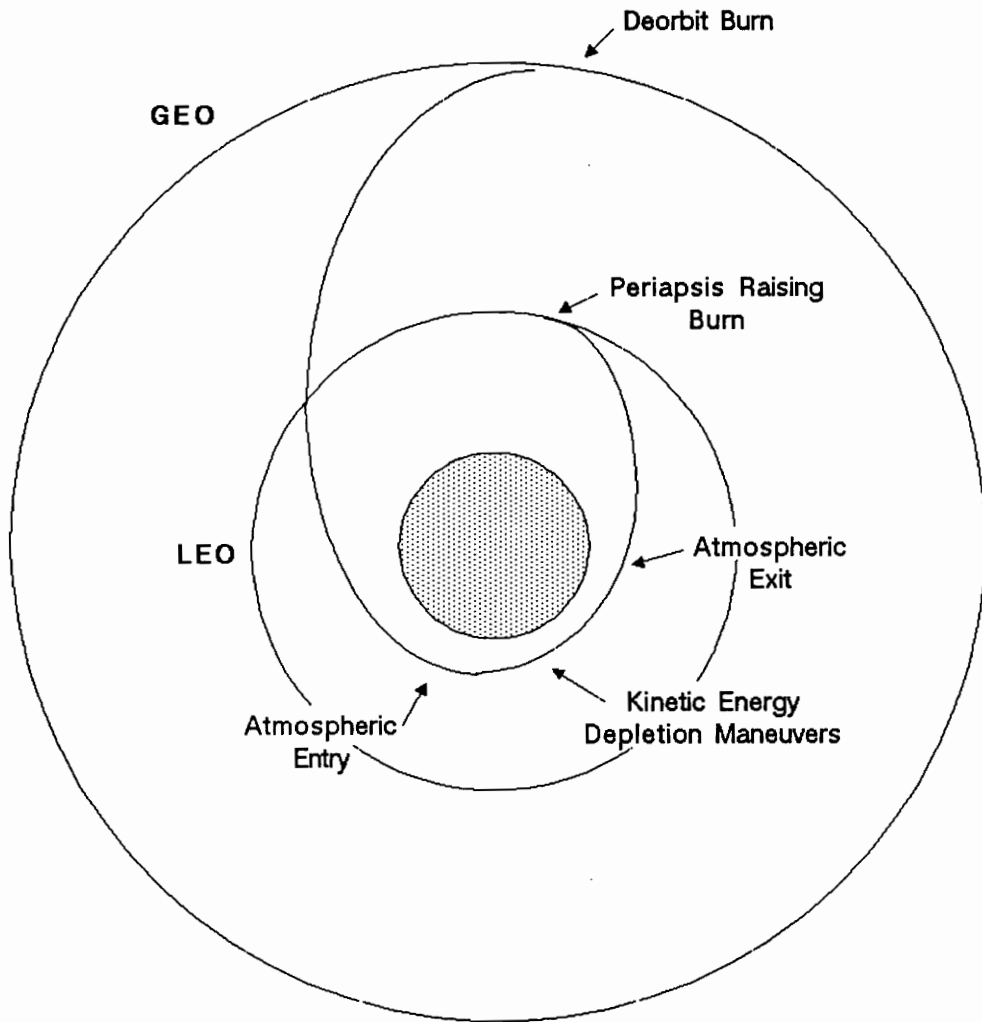 Deorbit Burn
GEO
Periapsis Raising
Burn
LEO
Atmospheric
Exit
Atmospheric
Entry
Kinetic Energy
Depletion Maneuvers